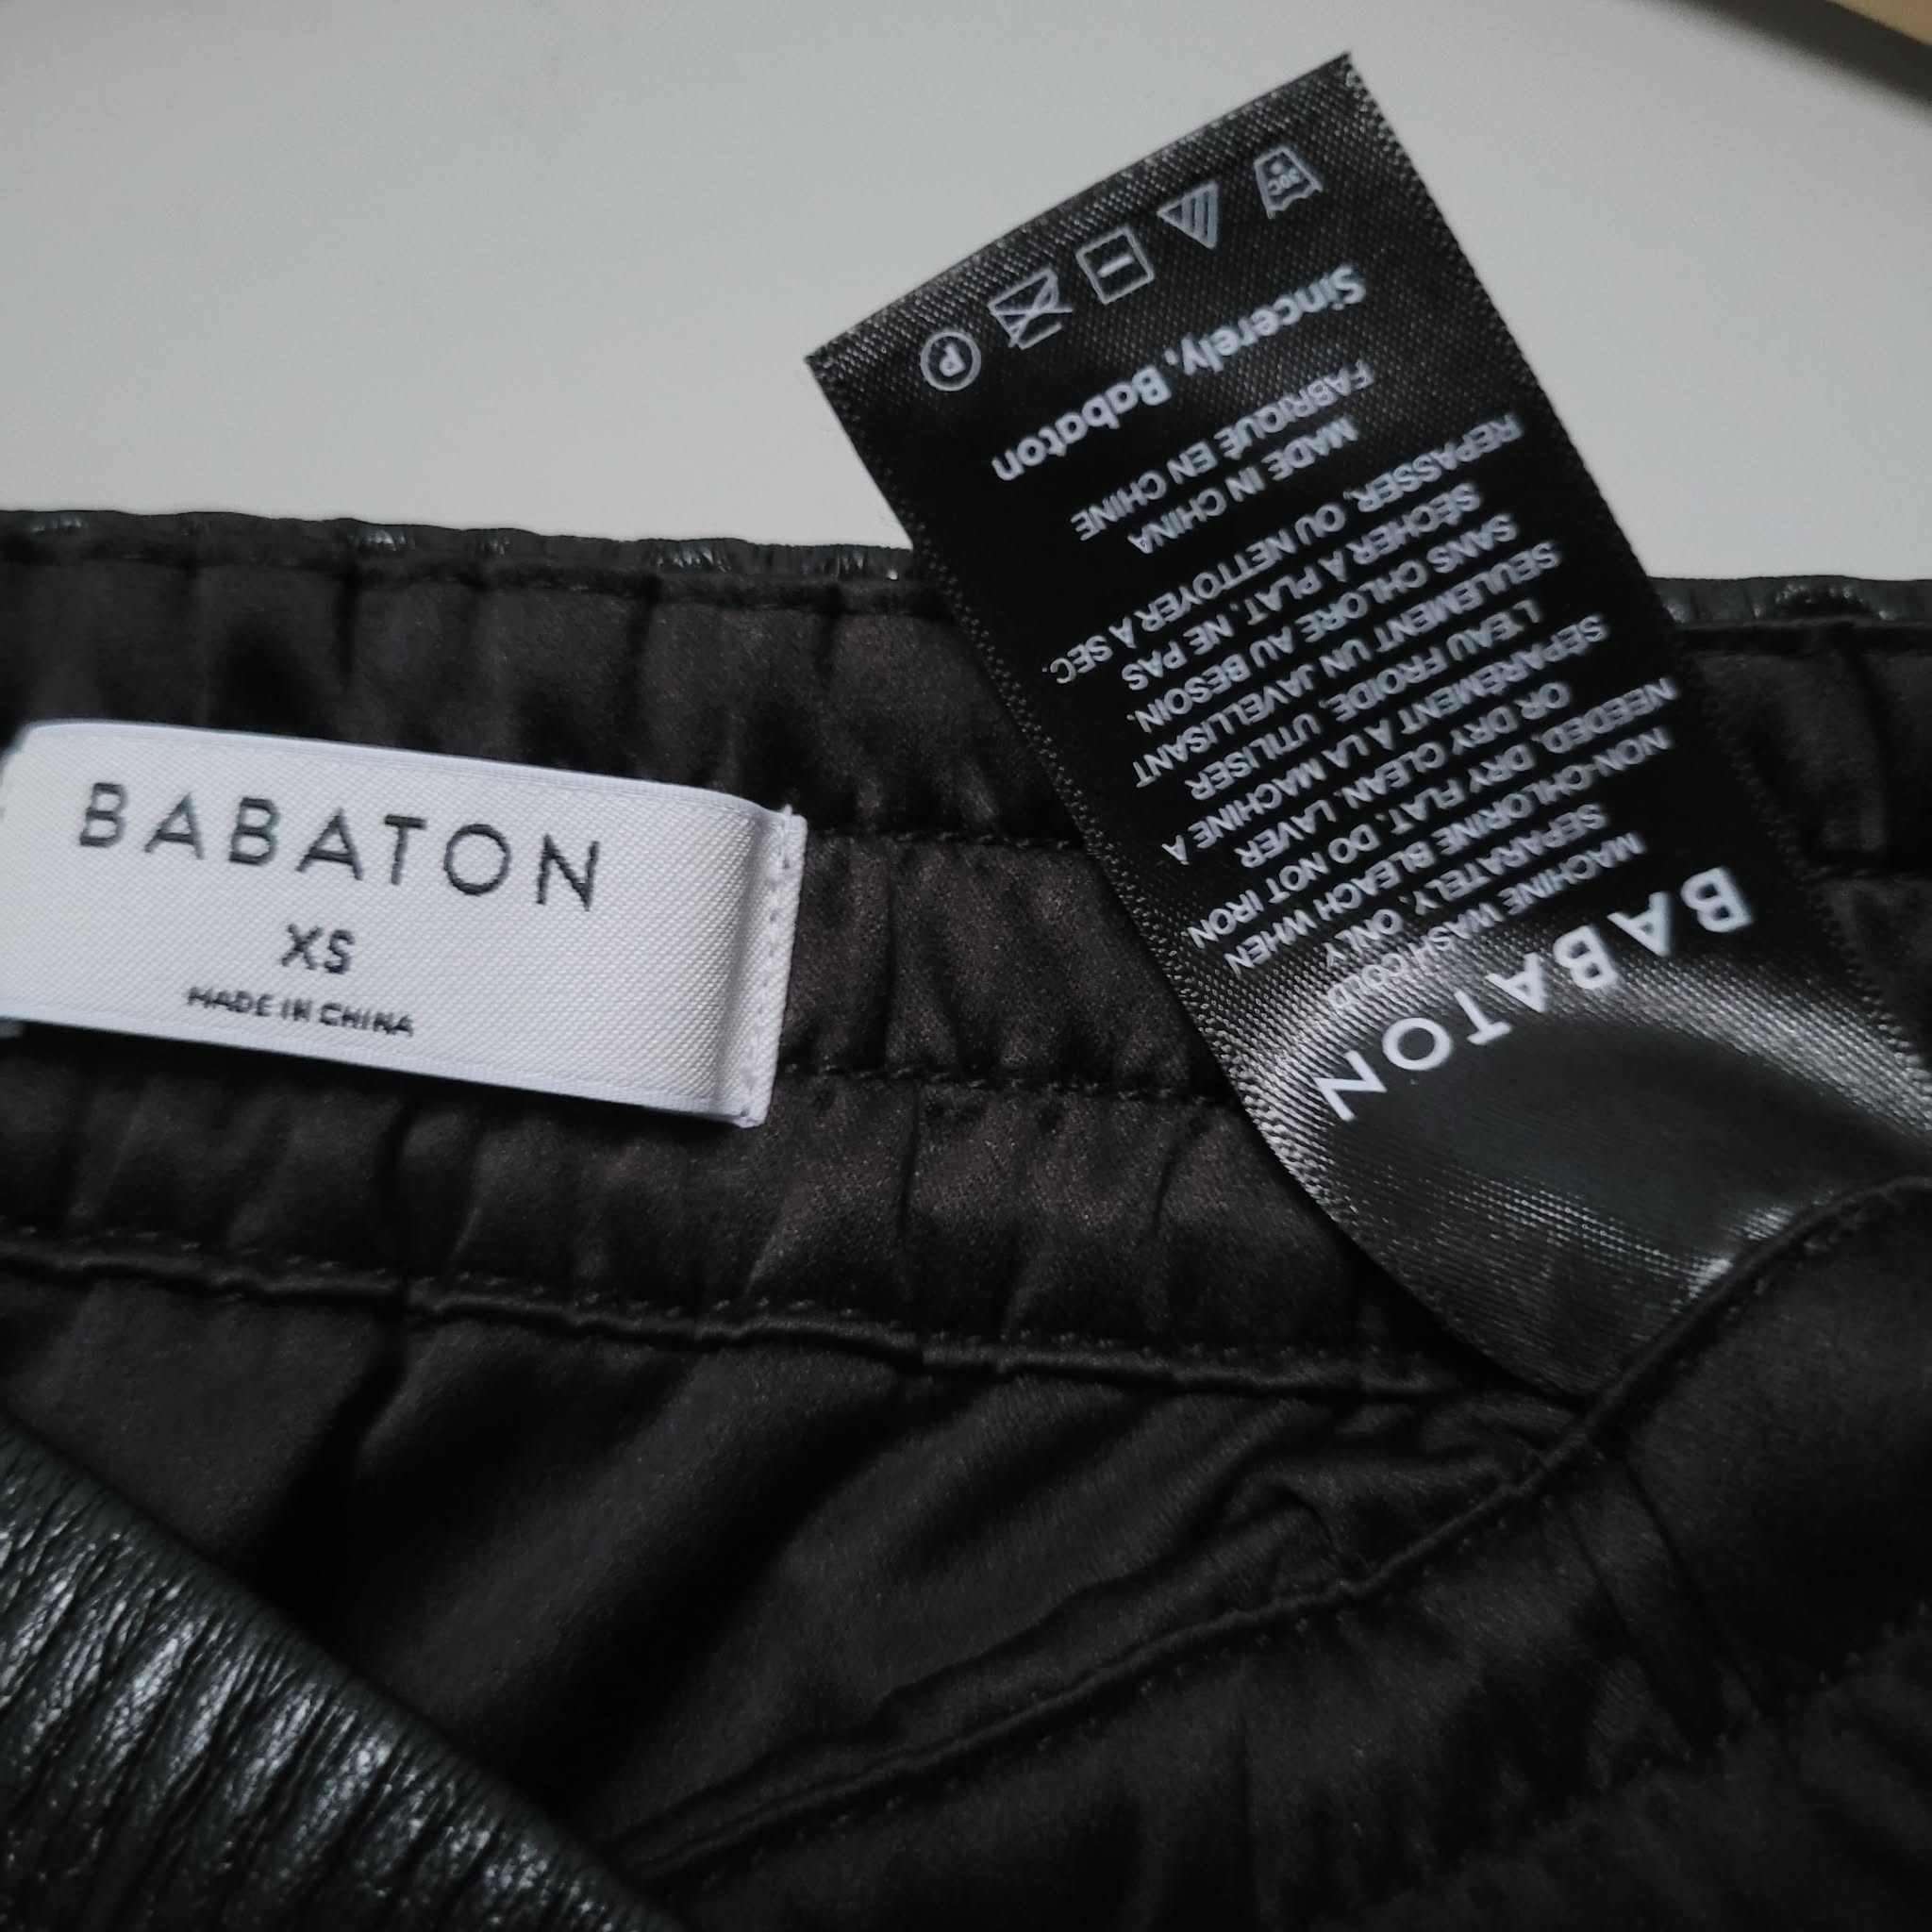 BABATON
XS
MADE IN CHINA
BABATON
MACHINE WASH COLD
SEPARATELY. ONLY
NON-CHLORINE BLEACH WHEN
NEEDED. DRY FLAT. DO NOT IRON
OR DRY CLEAN. LAVER
SÉPARÉMENT À LA MACHINE À
L'EAU FROIDE. UTILISER
SEULEMENT UN JAVELLISANT
SANS CHLORE AU BESOIN.
SÉCHER À PLAT. NE PAS
REPASSER, OU NETTOYER À SEC.
MADE IN CHINA
FABRIQUÉ EN CHINE
Sincerely, Babaton
30C
P